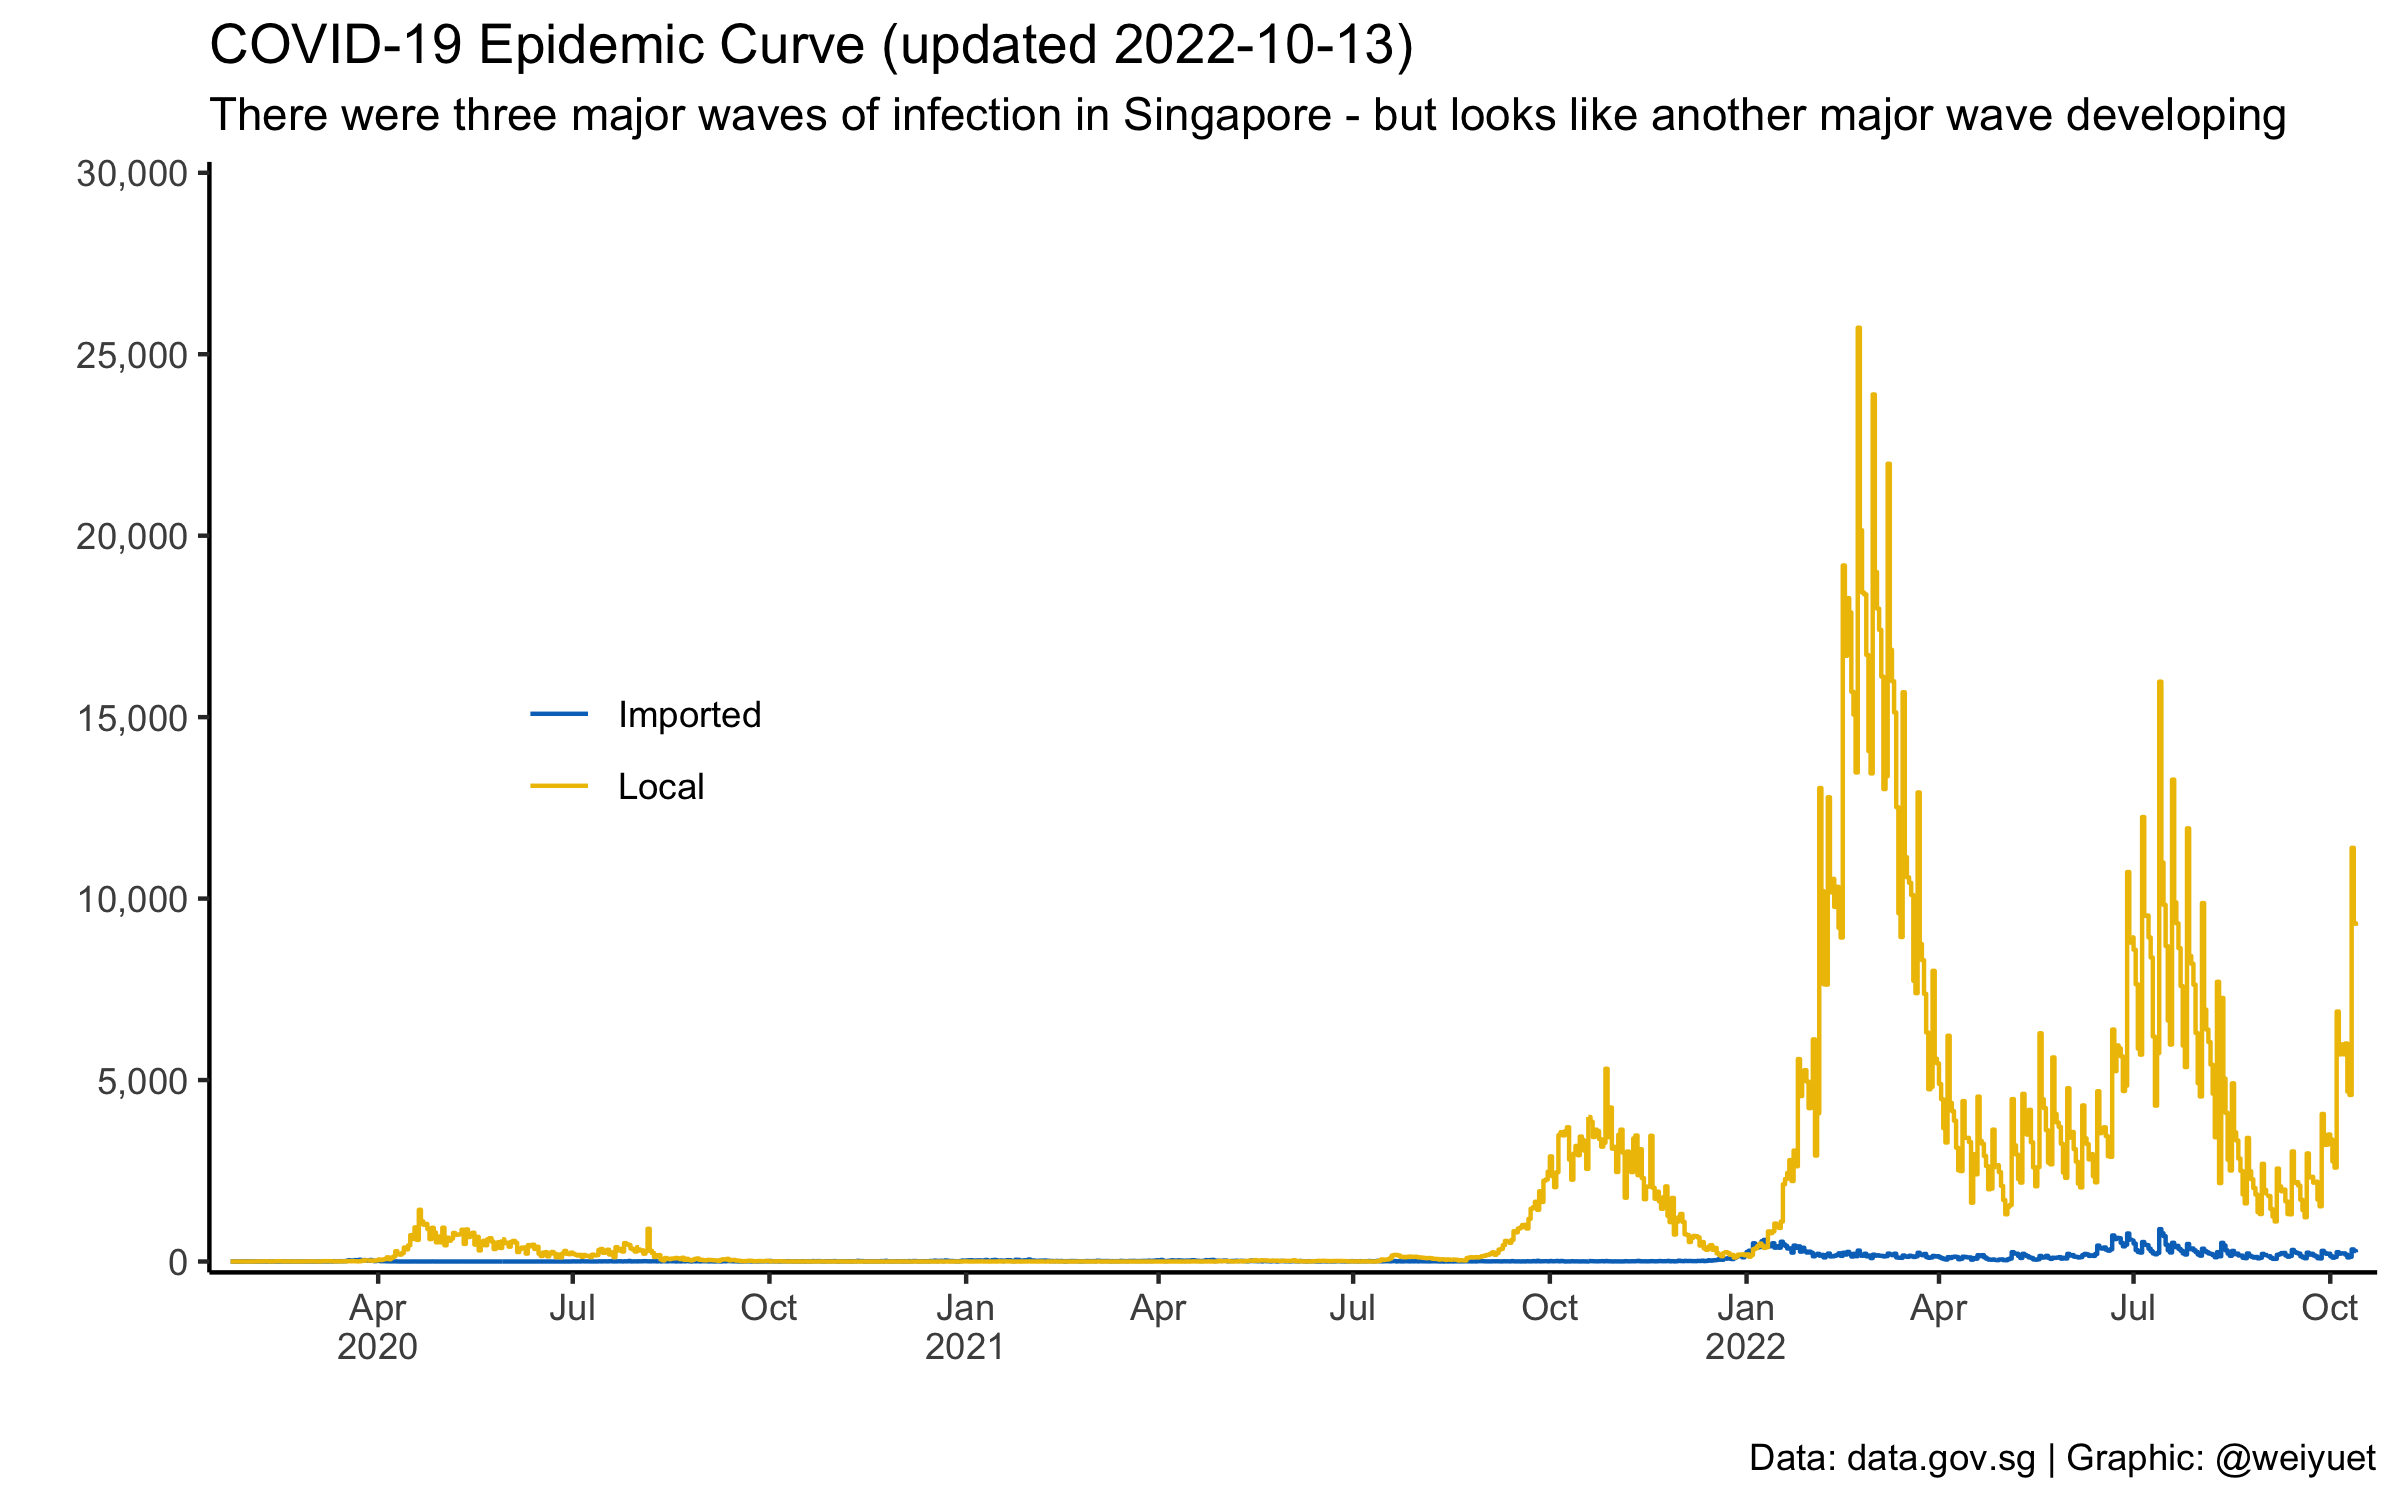 COVID-19 Epidemic Curve (updated 2022-10-13)
There were three major waves of infection in Singapore - but looks like another major wave developing
30,000
25,000
20,000
15,000
10,000
5,000
0
Imported
Local
Apr Jul Oct Jan Apr Jul Oct Jan Apr Jul Oct
2020 2021 2022
Data: data.gov.sg | Graphic: @weiyuet